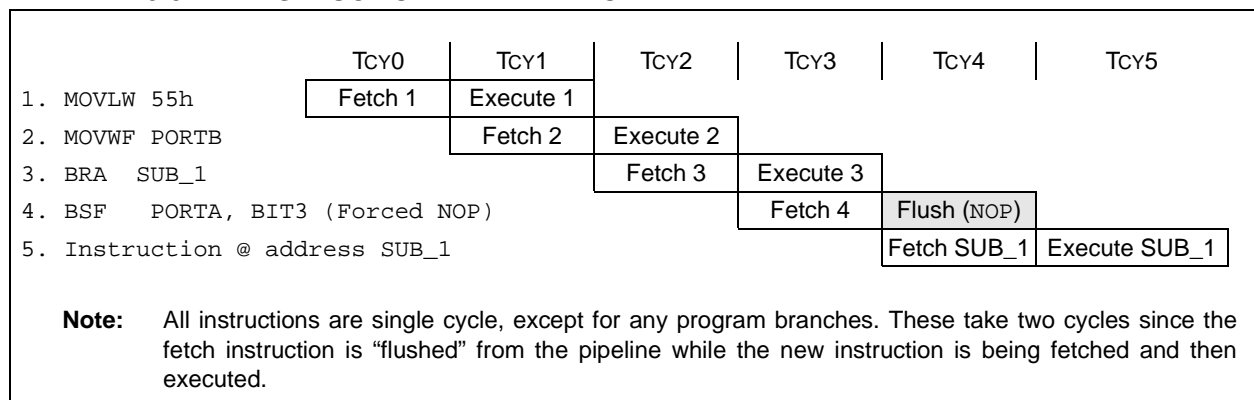 TCY0 TCY1 TCY2 TCY3 TCY4 TCY5
1. MOVLW 55h Fetch 1 Execute 1
2. MOVWF PORTB Fetch 2 Execute 2
3. BRA SUB_1 Fetch 3 Execute 3
4. BSF PORTA, BIT3 (Forced NOP) Fetch 4 Flush (NOP)
5. Instruction @ address SUB_1 Fetch SUB_1 Execute SUB_1
Note: All instructions are single cycle, except for any program branches. These take two cycles since the
fetch instruction is “flushed” from the pipeline while the new instruction is being fetched and then
executed.